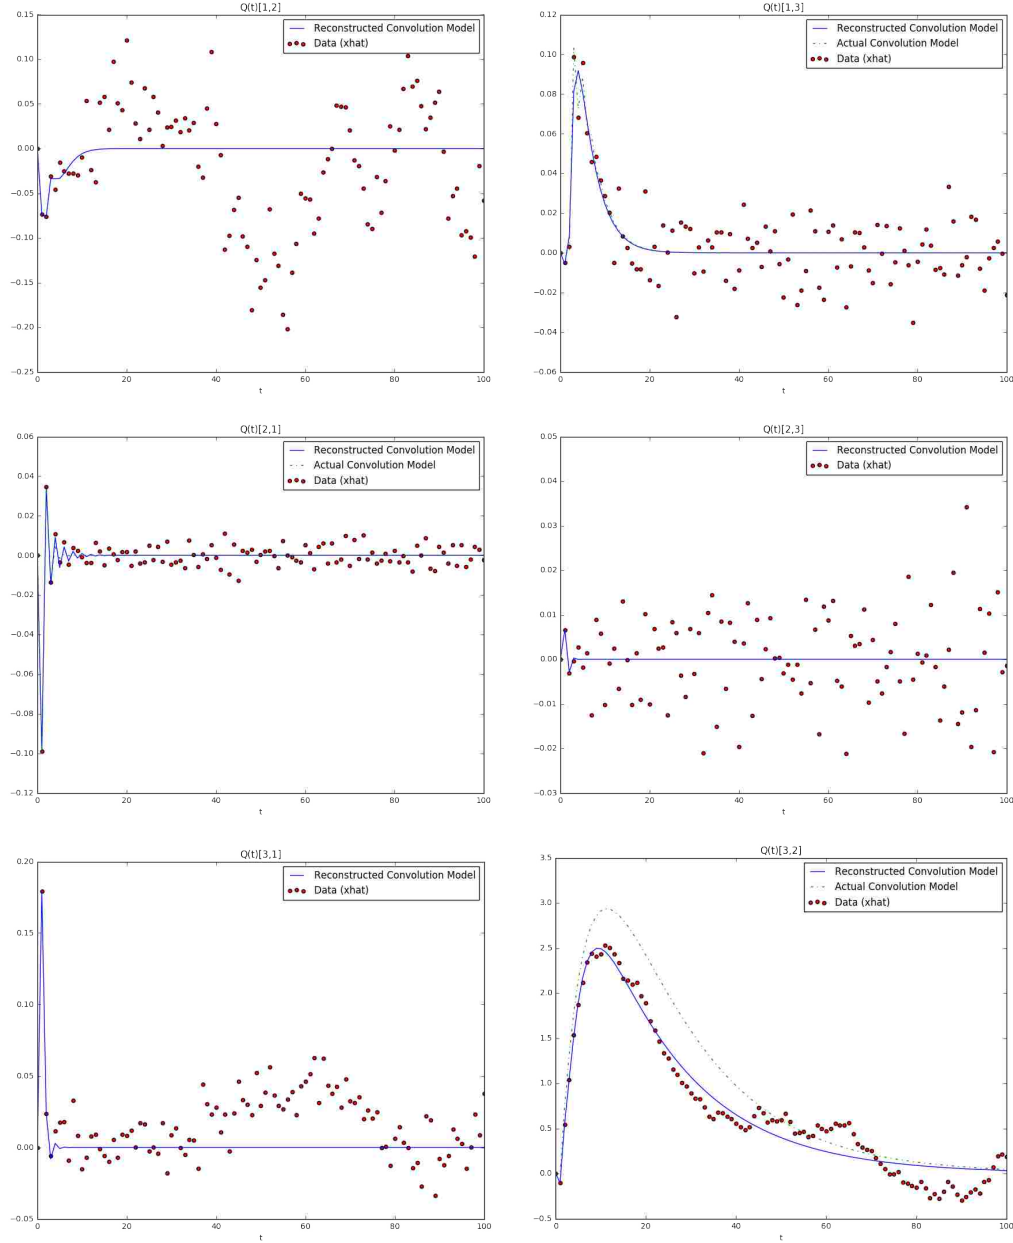 Q(t)[1,2]
Reconstructed Convolution Model
Data (xhat)
0.15
0.10
0.05
0.00
−0.05
−0.10
−0.15
−0.20
−0.25
0 20 40 60 80 100
t
Q(t)[1,3]
Reconstructed Convolution Model
Actual Convolution Model
Data (xhat)
0.12
0.10
0.08
0.06
0.04
0.02
0.00
−0.02
−0.04
−0.06
0 20 40 60 80 100
t
Q(t)[2,1]
Reconstructed Convolution Model
Actual Convolution Model
Data (xhat)
0.06
0.04
0.02
0.00
−0.02
−0.04
−0.06
−0.08
−0.10
−0.12
0 20 40 60 80 100
t
Q(t)[2,3]
Reconstructed Convolution Model
Data (xhat)
0.05
0.04
0.03
0.02
0.01
0.00
−0.01
−0.02
−0.03
0 20 40 60 80 100
t
Q(t)[3,1]
Reconstructed Convolution Model
Data (xhat)
0.20
0.15
0.10
0.05
0.00
−0.05
0 20 40 60 80 100
t
Q(t)[3,2]
Reconstructed Convolution Model
Actual Convolution Model
Data (xhat)
3.5
3.0
2.5
2.0
1.5
1.0
0.5
0.0
−0.5
0 20 40 60 80 100
t